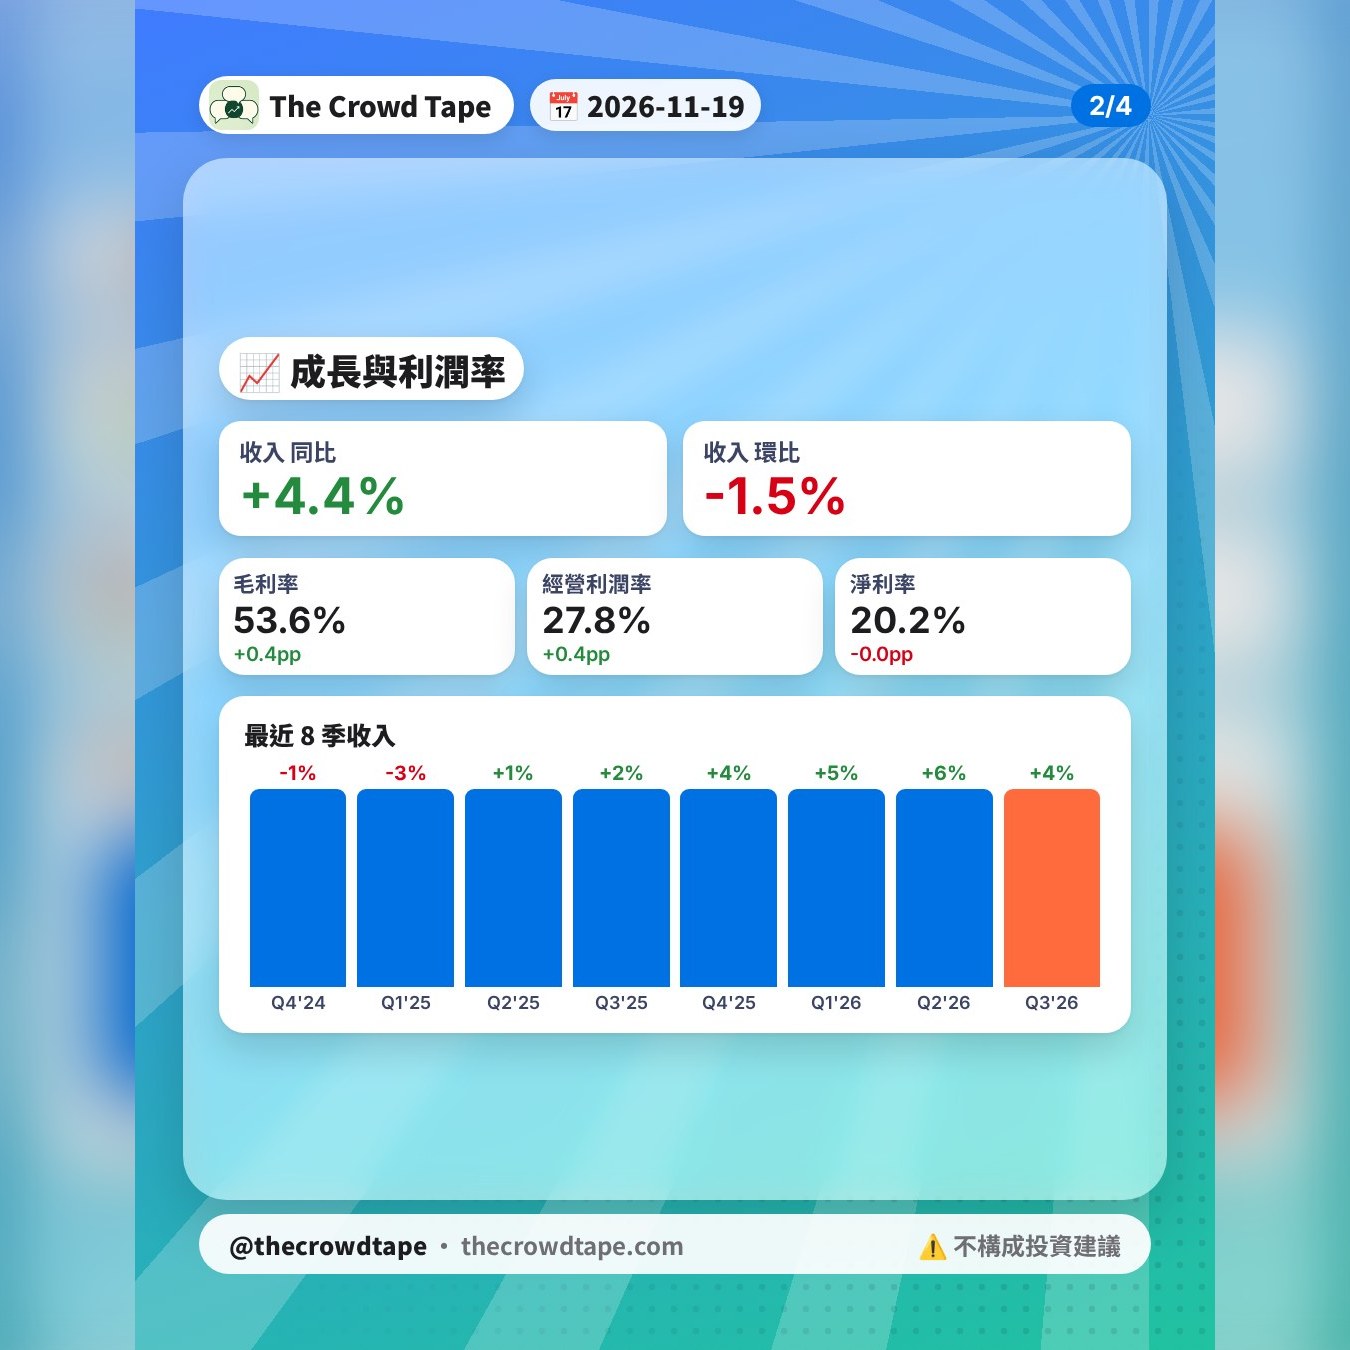 The Crowd Tape
📅 2026-11-19
2/4
📈 成長與利潤率
收入 同比
+4.4%
收入 環比
-1.5%
毛利率
53.6%
+0.4pp
經營利潤率
27.8%
+0.4pp
淨利率
20.2%
-0.0pp
最近 8 季收入
-1% -3% +1% +2% +4% +5% +6% +4%
Q4'24 Q1'25 Q2'25 Q3'25 Q4'25 Q1'26 Q2'26 Q3'26
@thecrowdtape • thecrowdtape.com
⚠️ 不構成投資建議